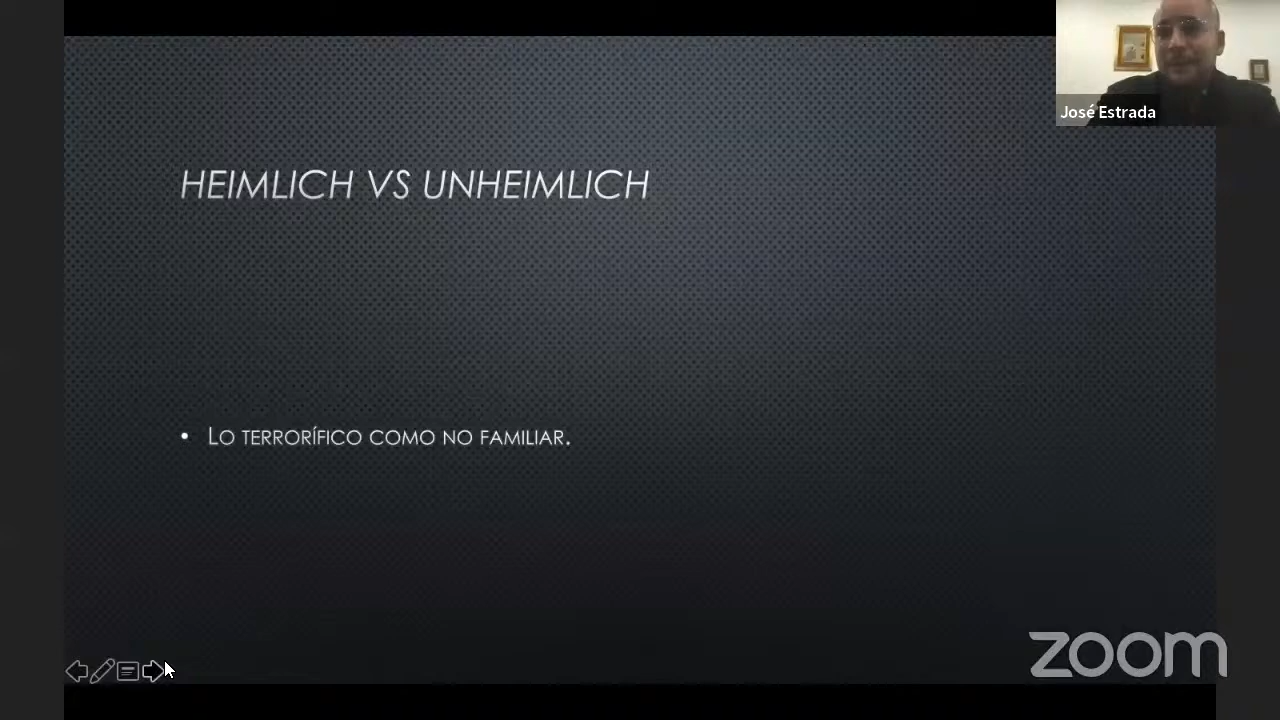 José Estrada
HEIMLICH VS UNHEIMLICH
• LO TERRORÍFICO COMO NO FAMILIAR.
zoom